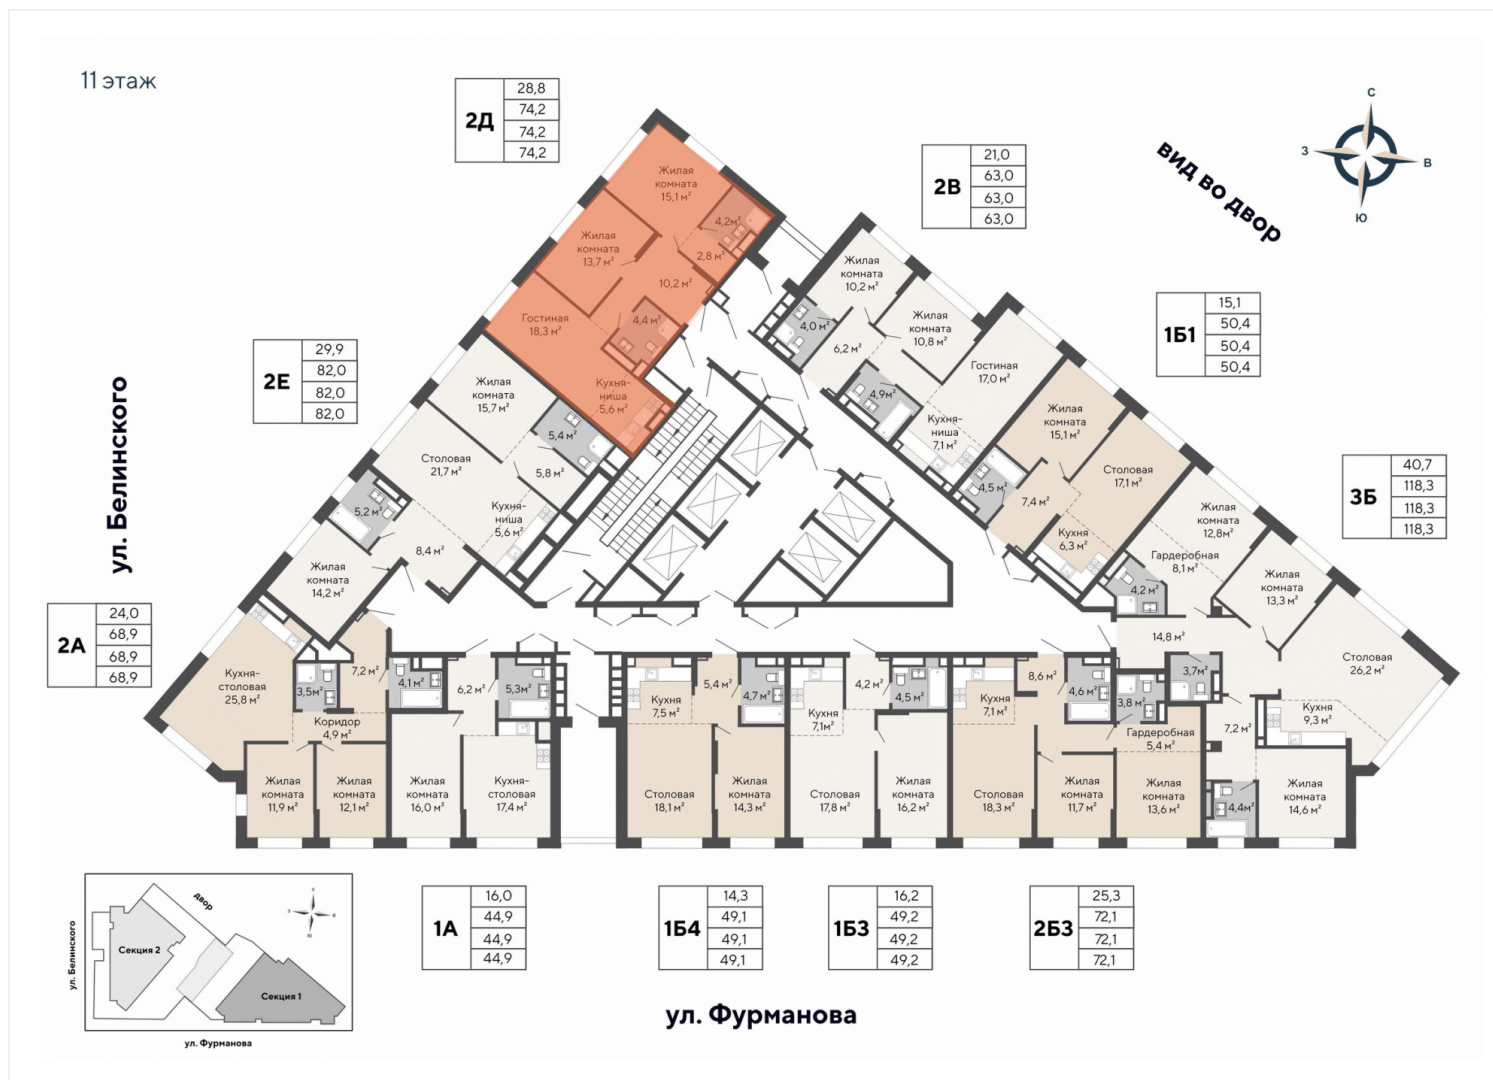 11 этаж
2Д
28,8
74,2
74,2
74,2
2В
21,0
63,0
63,0
63,0
С
З
В
Ю
вид во двор
1Б1
15,1
50,4
50,4
50,4
2Е
29,9
82,0
82,0
82,0
3Б
40,7
118,3
118,3
118,3
2А
24,0
68,9
68,9
68,9
ул. Белинского
Жилая
комната
15,1 м²
4,2м²
2,8 м²
Жилая
комната
13,7 м²
10,2 м²
Гостиная
18,3 м²
4,4 м²
Кухня-
ниша
5,6 м²
Жилая
комната
15,7 м²
5,4 м²
5,8 м²
Столовая
21,7 м²
Кухня-
ниша
5,6 м²
5,2 м²
8,4 м²
Жилая
комната
14,2 м²
Кухня-
столовая
25,8 м²
3,5м²
7,2 м²
Коридор
4,9 м²
Жилая
комната
11,9 м²
Жилая
комната
12,1 м²
4,1 м²
6,2 м²
5,3м²
Жилая
комната
16,0 м²
Кухня-
столовая
17,4 м²
Кухня
7,5 м²
5,4 м²
4,7 м²
Столовая
18,1 м²
Жилая
комната
14,3 м²
Кухня
7,1м²
4,2 м²
4,5 м²
Столовая
17,8 м²
Жилая
комната
16,2 м²
Кухня
7,1 м²
8,6 м²
4,6 м²
Столовая
18,3 м²
Жилая
комната
11,7 м²
3,8 м²
Гардеробная
5,4 м²
Жилая
комната
13,6 м²
Жилая
комната
10,2 м²
4,0 м²
6,2 м²
Жилая
комната
10,8 м²
4,9м²
Гостиная
17,0 м²
Кухня-
ниша
7,1 м²
Жилая
комната
15,1 м²
4,5 м²
7,4 м²
Столовая
17,1 м²
Кухня
6,3 м²
Жилая
комната
12,8м²
Гардеробная
8,1 м²
4,2 м²
Жилая
комната
13,3 м²
14,8 м²
3,7м²
Столовая
26,2 м²
Кухня
9,3 м²
7,2 м²
4,4м²
Жилая
комната
14,6 м²
1А
16,0
44,9
44,9
44,9
1Б4
14,3
49,1
49,1
49,1
1Б3
16,2
49,2
49,2
49,2
2Б3
25,3
72,1
72,1
72,1
ул. Фурманова
двор
ул. Белинского
Секция 2
Секция 1
С
З
В
Ю
ул. Фурманова